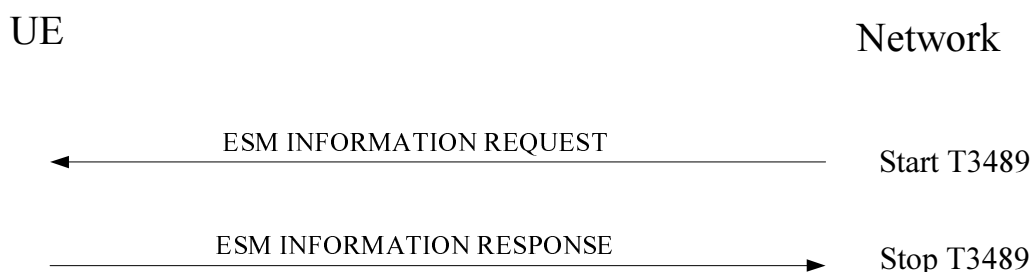 UE
Network
ESM INFORMATION REQUEST
Start T3489
ESM INFORMATION RESPONSE
Stop T3489